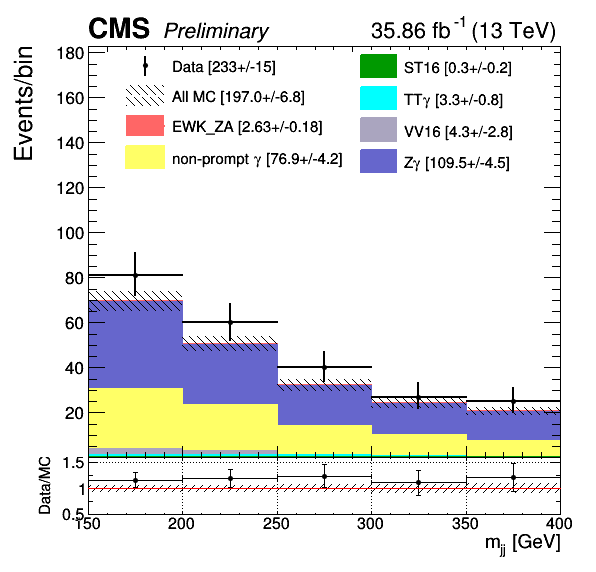 CMS Preliminary 35.86 fb⁻¹ (13 TeV)
Events/bin
180
160
140
120
100
80
60
40
20
Data [233+/-15]
All MC [197.0+/-6.8]
EWK_ZA [2.63+/-0.18]
non-prompt γ [76.9+/-4.2]
ST16 [0.3+/-0.2]
TTγ [3.3+/-0.8]
VV16 [4.3+/-2.8]
Zγ [109.5+/-4.5]
Data/MC
1.5
1
0.5
150 200 250 300 350 400
m_jj [GeV]